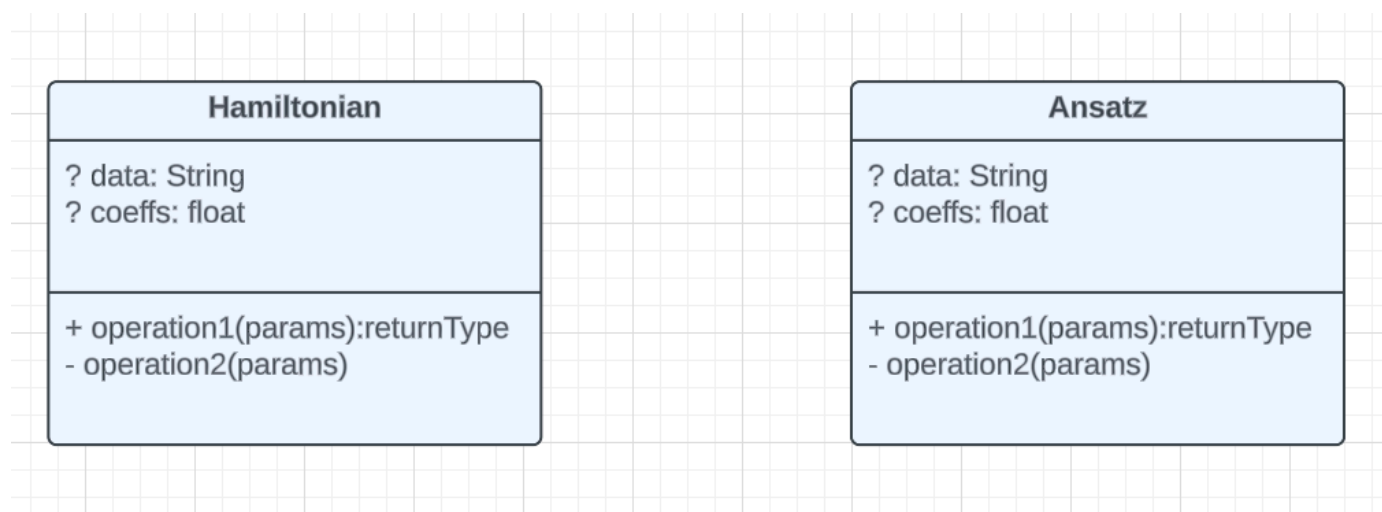 Hamiltonian
? data: String
? coeffs: float
+ operation1(params):returnType
- operation2(params)
Ansatz
? data: String
? coeffs: float
+ operation1(params):returnType
- operation2(params)